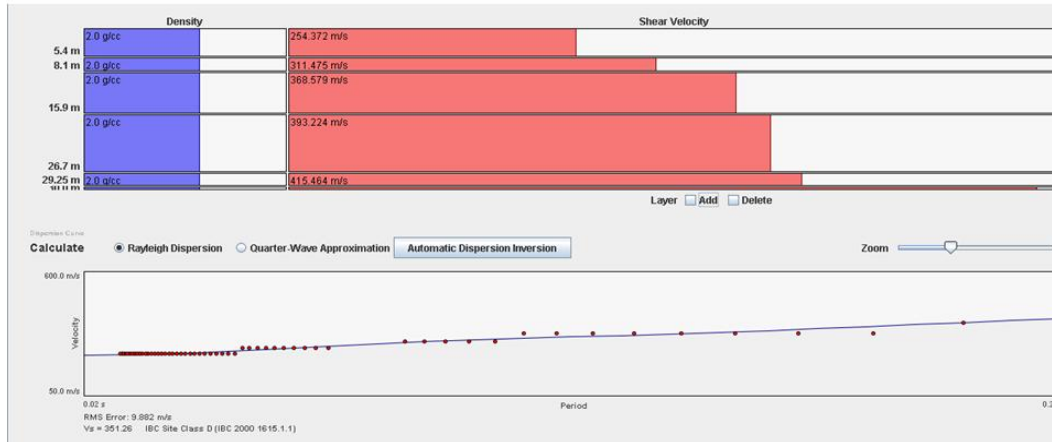 Density Shear Velocity
2.0 g/cc 254.372 m/s
5.4 m
2.0 g/cc 311.475 m/s
8.1 m
2.0 g/cc 368.579 m/s
15.9 m
2.0 g/cc 393.224 m/s
26.7 m
29.25 m 2.0 g/cc 415.464 m/s
Layer Add Delete
Dispersion Curve
Calculate Rayleigh Dispersion Quarter-Wave Approximation Automatic Dispersion Inversion Zoom
600.0 m/s
Velocity
50.0 m/s
0.02 s Period
RMS Error: 9.882 m/s
Vs = 351.26 IBC Site Class D (IBC 2000 1615.1.1)